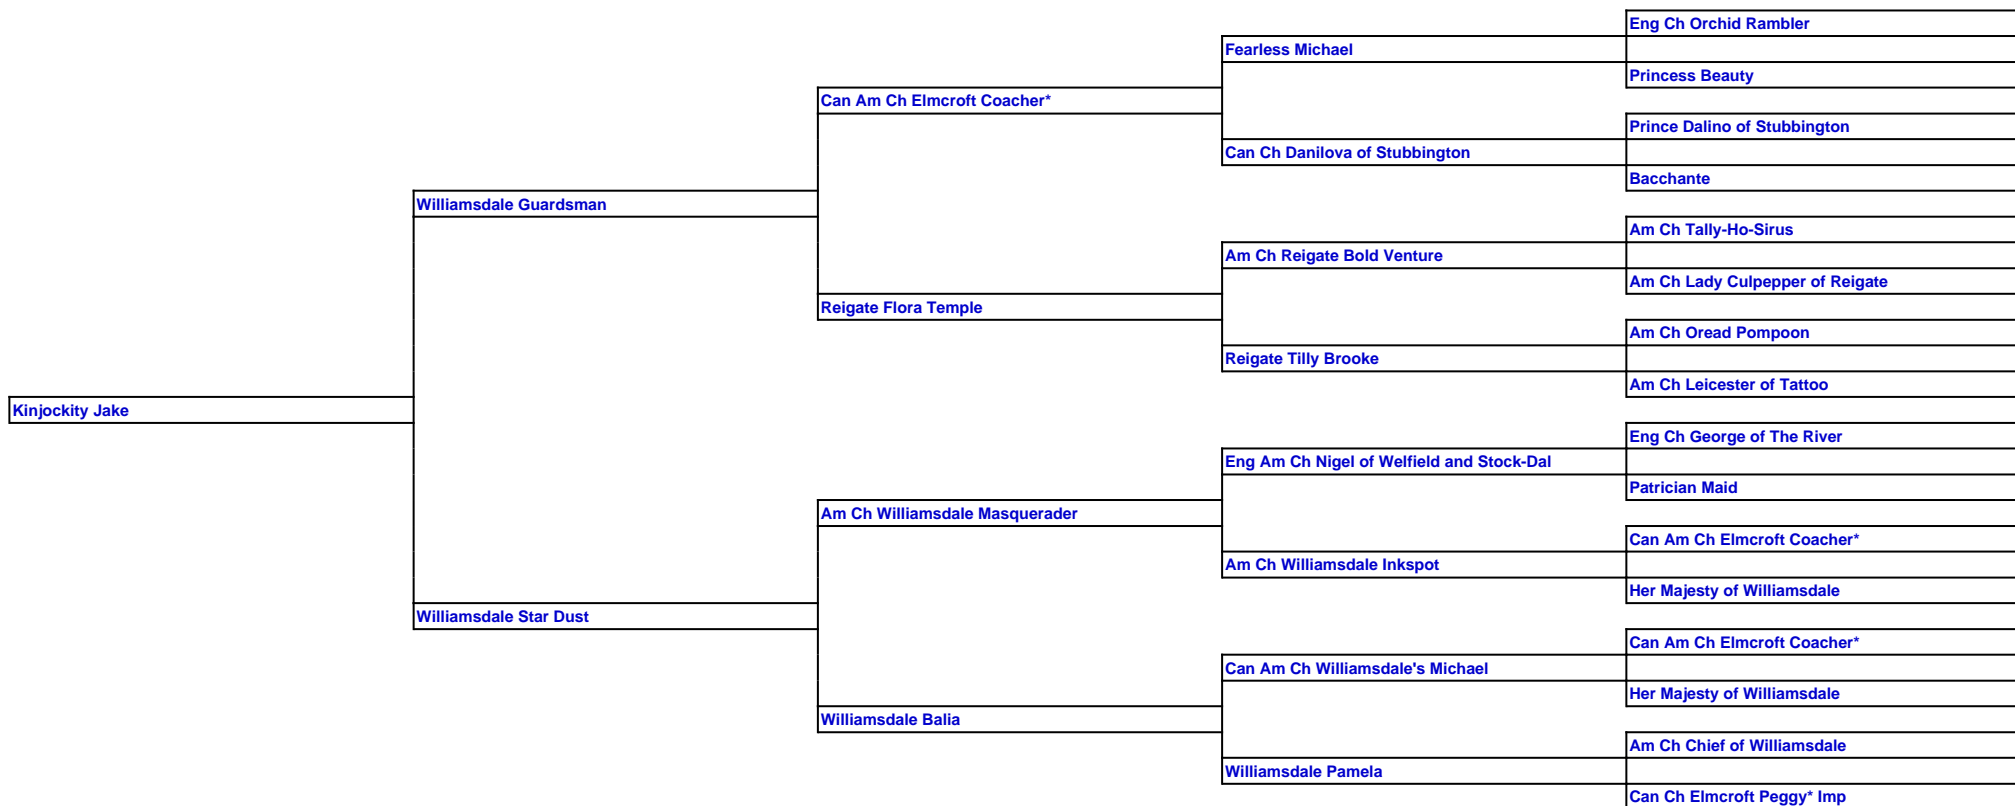 Eng Ch Orchid Rambler
Fearless Michael
Princess Beauty
Can Am Ch Elmcroft Coacher*
Prince Dalino of Stubbington
Can Ch Danilova of Stubbington
Bacchante
Williamsdale Guardsman
Am Ch Tally-Ho-Sirus
Am Ch Reigate Bold Venture
Am Ch Lady Culpepper of Reigate
Reigate Flora Temple
Am Ch Oread Pompoon
Reigate Tilly Brooke
Am Ch Leicester of Tattoo
Kinjockity Jake
Eng Ch George of The River
Eng Am Ch Nigel of Welfield and Stock-Dal
Patrician Maid
Am Ch Williamsdale Masquerader
Can Am Ch Elmcroft Coacher*
Am Ch Williamsdale Inkspot
Her Majesty of Williamsdale
Williamsdale Star Dust
Can Am Ch Elmcroft Coacher*
Can Am Ch Williamsdale's Michael
Her Majesty of Williamsdale
Williamsdale Balia
Am Ch Chief of Williamsdale
Williamsdale Pamela
Can Ch Elmcroft Peggy* Imp